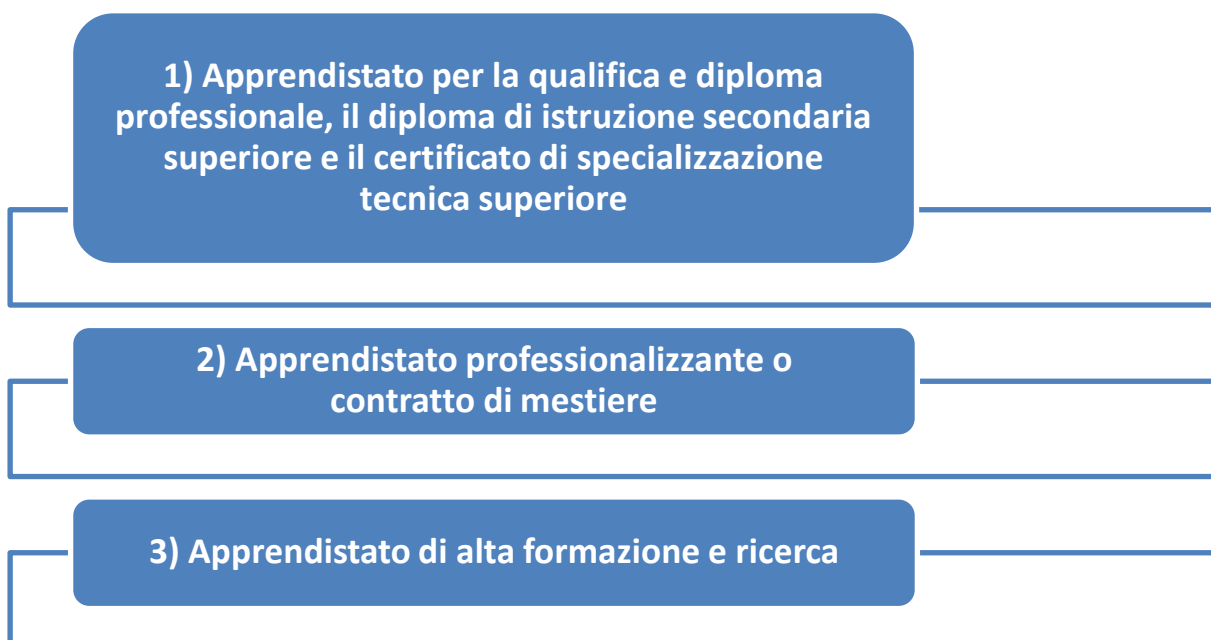 1) Apprendistato per la qualifica e diploma
professionale, il diploma di istruzione secondaria
superiore e il certificato di specializzazione
tecnica superiore
2) Apprendistato professionalizzante o
contratto di mestiere
3) Apprendistato di alta formazione e ricerca